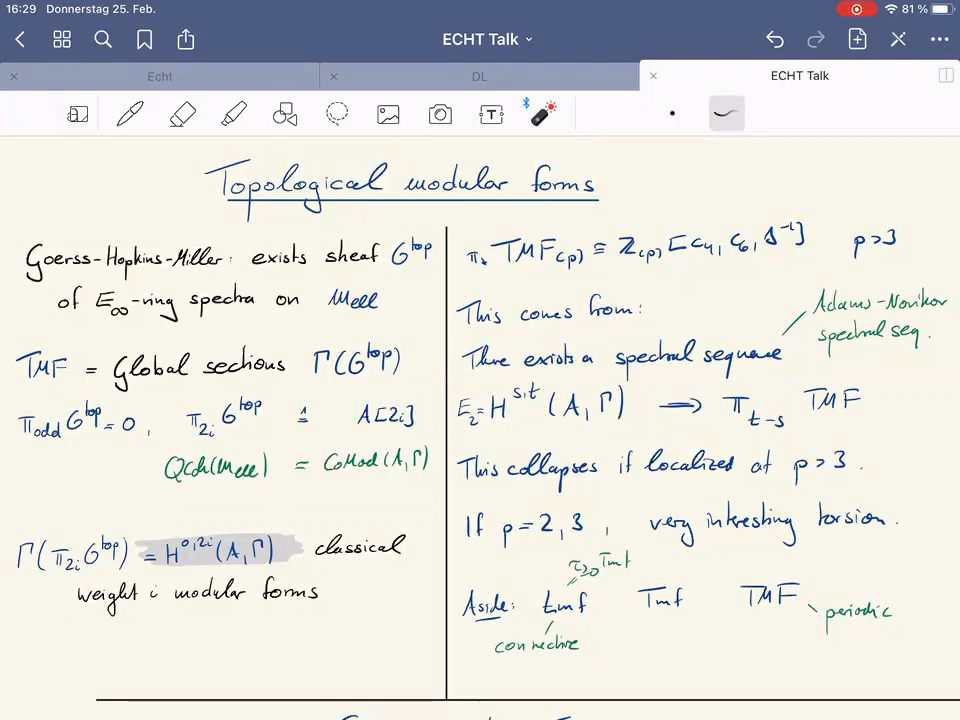 16:29 Donnerstag 25. Feb.
81 %
ECHT Talk
Echt
DL
ECHT Talk
T
Topological modular forms
Goerss-Hopkins-Miller: exists sheaf O^top
of E∞-ring spectra on Mell
TMF = Global sections Γ(O^top)
π_odd O^top = 0, π_2i O^top ≙ A[2i]
QCoh(Mell) = CoMod(A,Γ)
Γ(π_2i O^top) = H^0,2i (A,Γ) classical
weight i modular forms
π_* TMF_(p) ≅ Z_(p) [c4, c6, Δ^-1] p>3
This comes from:
Adams-Novikov
spectral seq.
There exists a spectral sequence
E_2 = H^s,t (A,Γ) ⟹ π_t-s TMF
This collapses if localized at p>3.
If p=2,3, very interesting torsion.
τ≥0 Tmf
Aside: tmf Tmf TMF
periodic
connective